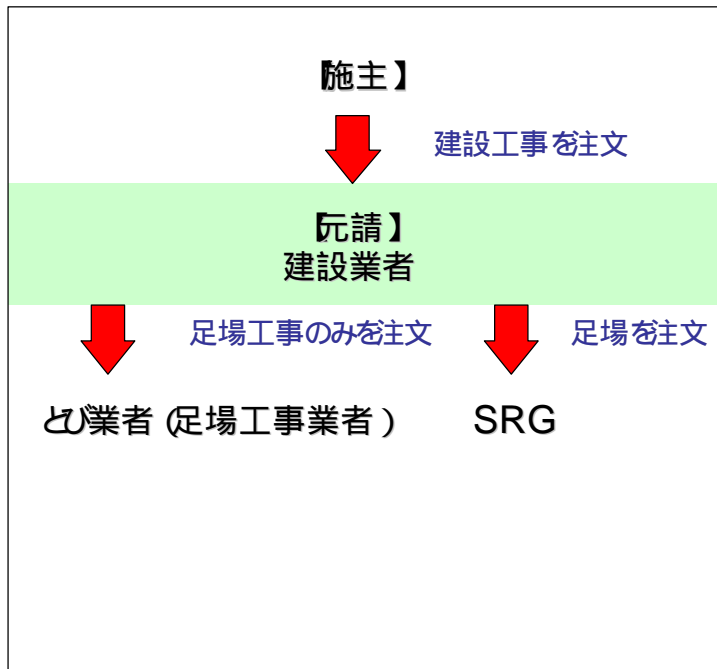 【施主】
建設工事を注文
【元請】
建設業者
足場工事のみを注文
足場を注文
とび業者(足場工事業者)
SRG